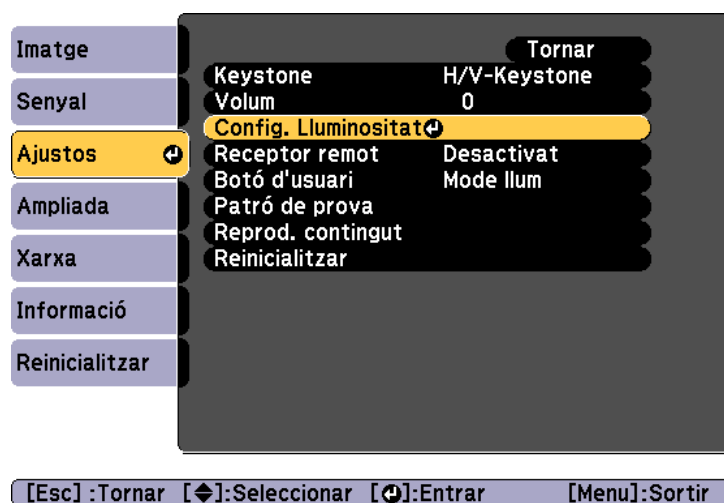 Imatge
Senyal
Ajustos
Ampliada
Xarxa
Informació
Reinicialitzar
Tornar
Keystone H/V-Keystone
Volum 0
Config. Lluminositat
Receptor remot Desactivat
Botó d'usuari Mode llum
Patró de prova
Reprod. contingut
Reinicialitzar
[Esc] :Tornar [◆]:Seleccionar [⏎]:Entrar [Menu]:Sortir